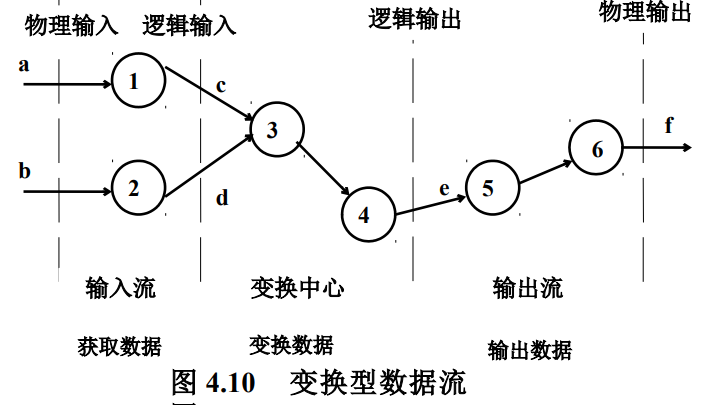 物理输入 逻辑输入 逻辑输出 物理输出
a
1
c
3
b
2
d
4
e
5
6
f
输入流 变换中心 输出流
获取数据 变换数据 输出数据
图 4.10 变换型数据流